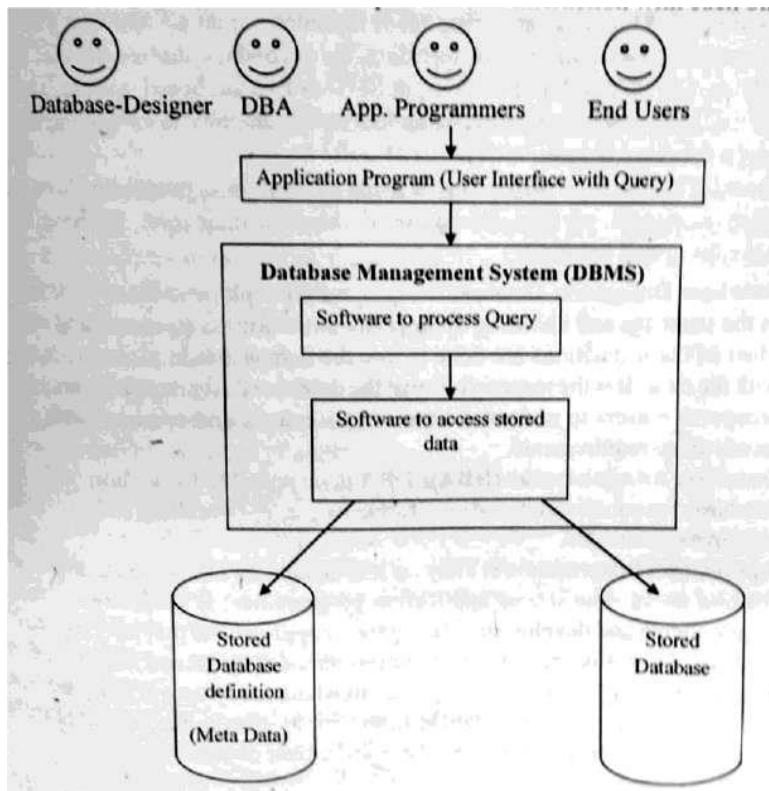 Database-Designer DBA App. Programmers End Users
Application Program (User Interface with Query)
Database Management System (DBMS)
Software to process Query
Software to access stored
data
Stored
Database
definition
(Meta Data)
Stored
Database